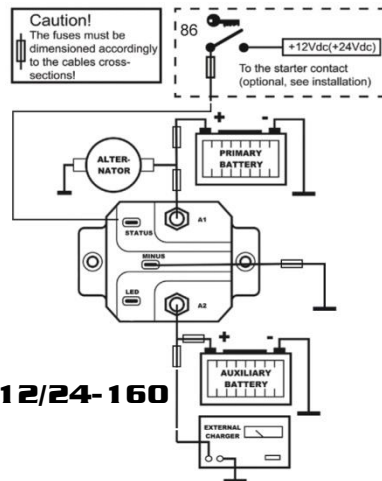 Caution!
The fuses must be
dimensioned accordingly
to the cables cross-
sections!
86
+12Vdc(+24Vdc)
To the starter contact
(optional, see installation)
+ -
ALTER-
NATOR
PRIMARY
BATTERY
A1
STATUS
MINUS
LED
A2
+ -
AUXILIARY
BATTERY
12/24-160
EXTERNAL
CHARGER